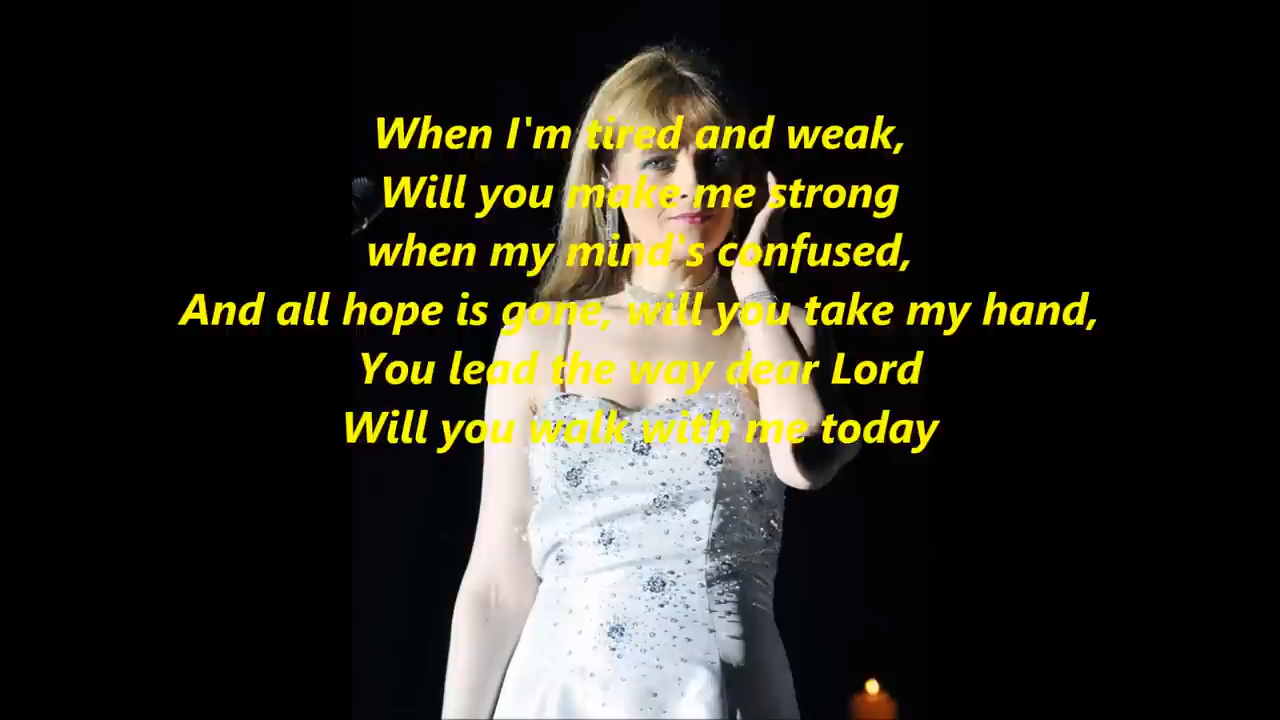 When I'm tired and weak,
Will you make me strong
when my mind's confused,
And all hope is gone, will you take my hand,
You lead the way dear Lord
Will you walk with me today